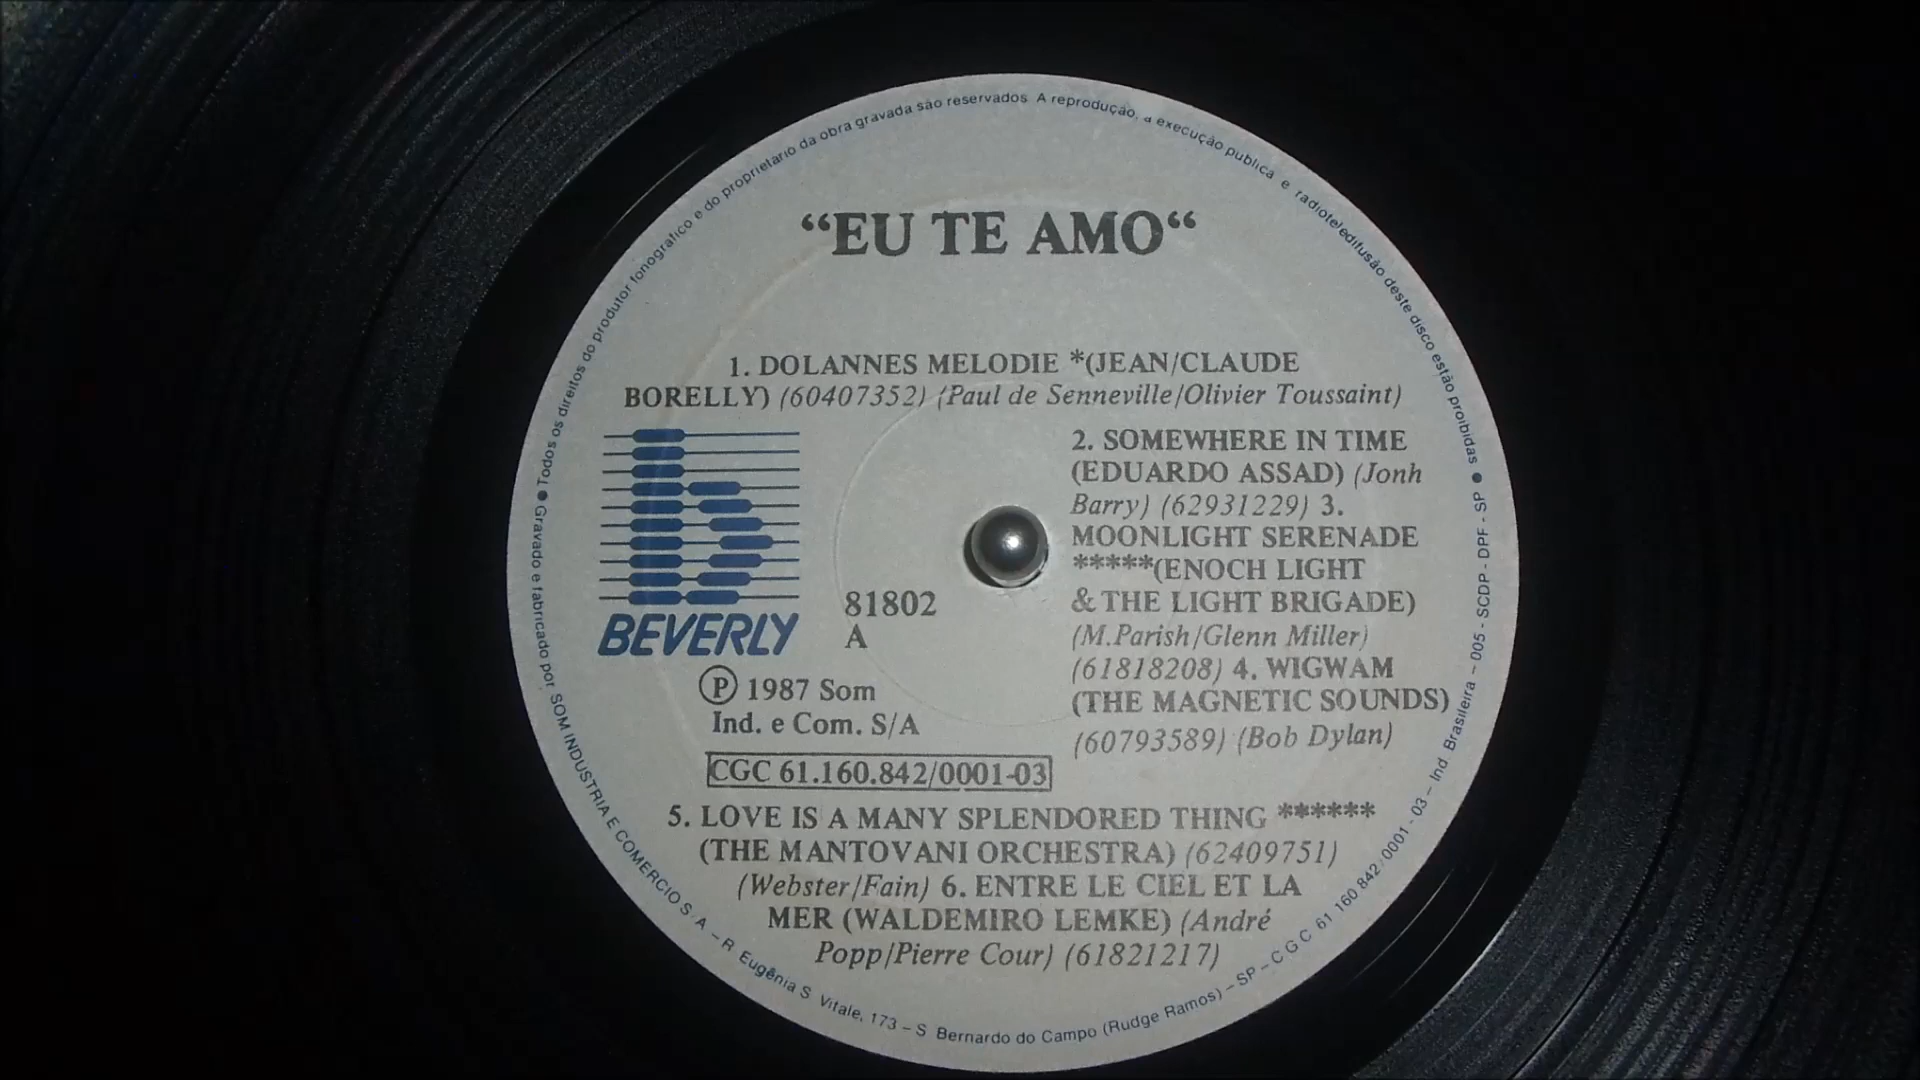 “EU TE AMO“
1. DOLANNES MELODIE *(JEAN/CLAUDE
BORELLY) (60407352) (Paul de Senneville/Olivier Toussaint)
2. SOMEWHERE IN TIME
(EDUARDO ASSAD) (Jonh
Barry) (62931229) 3.
MOONLIGHT SERENADE
*****(ENOCH LIGHT
& THE LIGHT BRIGADE)
(M.Parish/Glenn Miller)
(61818208) 4. WIGWAM
(THE MAGNETIC SOUNDS)
(60793589) (Bob Dylan)
BEVERLY
81802
A
Ⓟ 1987 Som
Ind. e Com. S/A
CGC 61.160.842/0001-03
5. LOVE IS A MANY SPLENDORED THING ******
(THE MANTOVANI ORCHESTRA) (62409751)
(Webster/Fain) 6. ENTRE LE CIEL ET LA
MER (WALDEMIRO LEMKE) (André
Popp/Pierre Cour) (61821217)
● Todos os direitos do produtor fonografico e do proprietario da obra gravada são reservados. A reprodução, a execução publica e radioteledifusão deste disco estão proibidas ●
Gravado e fabricado por SOM INDUSTRIA E COMERCIO S.A. – R Eugênia S Vitale, 173 – S Bernardo do Campo (Rudge Ramos) – SP – C G C 61 160 842/0001 - 03 – Ind Brasileira – 005 - SCDP - DPF - SP